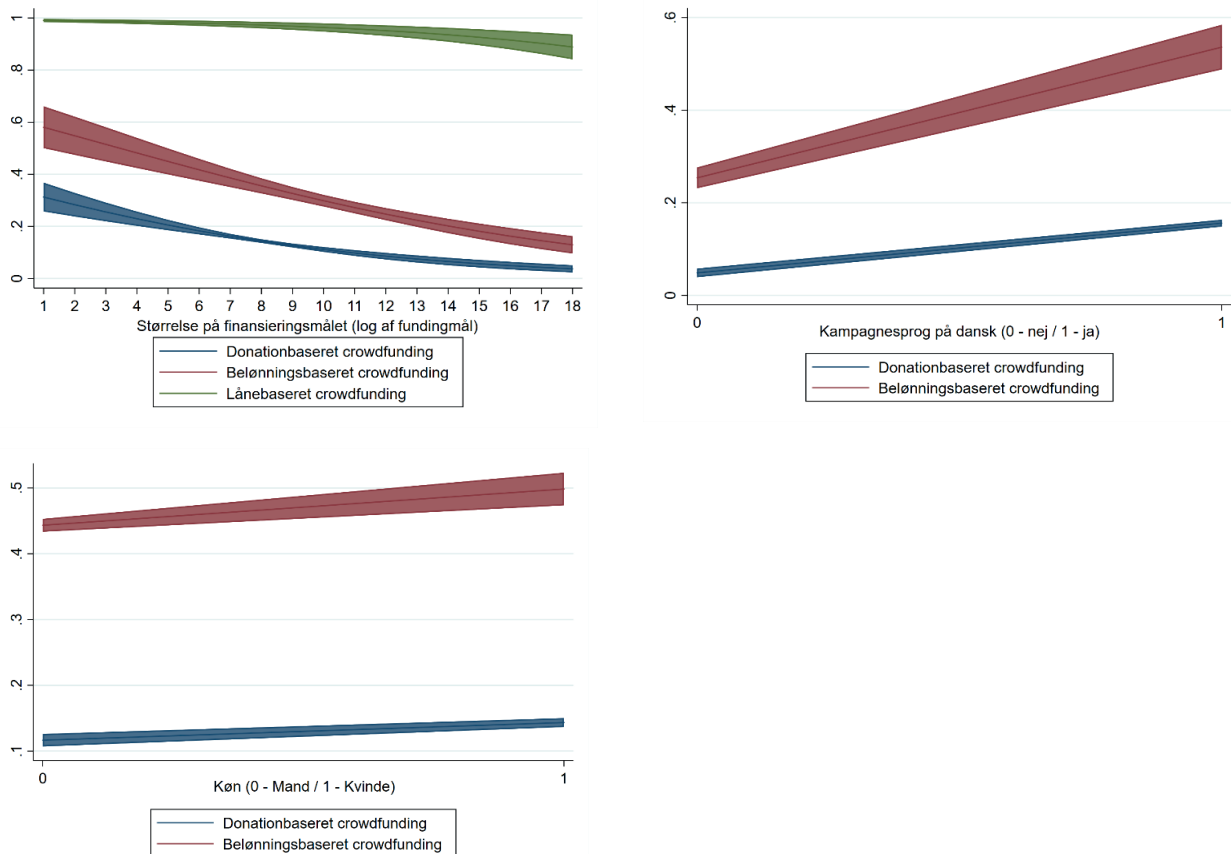 1
.8
.6
.4
.2
0
1 2 3 4 5 6 7 8 9 10 11 12 13 14 15 16 17 18
Størrelse på finansieringsmålet (log af fundingmål)
Donationbaseret crowdfunding
Belønningsbaseret crowdfunding
Lånebaseret crowdfunding
.6
.4
.2
0
0 1
Kampagnesprog på dansk (0 - nej / 1 - ja)
Donationbaseret crowdfunding
Belønningsbaseret crowdfunding
.5
.4
.3
.2
.1
0 1
Køn (0 - Mand / 1 - Kvinde)
Donationbaseret crowdfunding
Belønningsbaseret crowdfunding